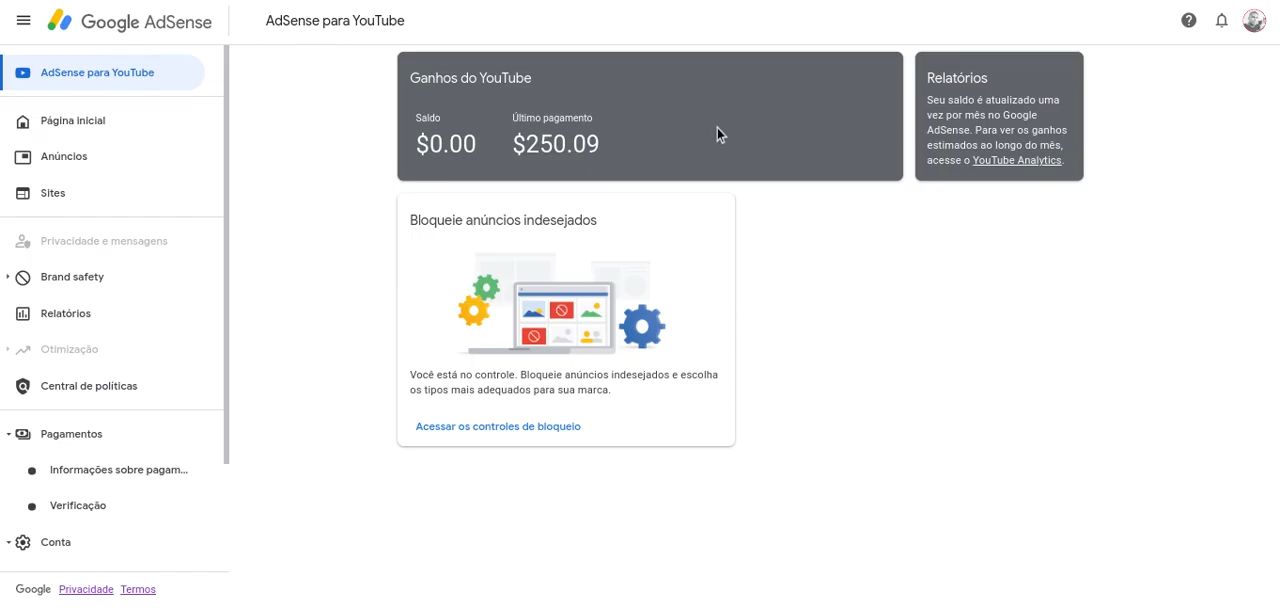 Google AdSense
AdSense para YouTube
AdSense para YouTube
Página inicial
Anúncios
Sites
Privacidade e mensagens
Brand safety
Relatórios
Otimização
Central de políticas
Pagamentos
Informações sobre pagam...
Verificação
Conta
Google Privacidade Termos
Ganhos do YouTube
Saldo
$0.00
Último pagamento
$250.09
Relatórios
Seu saldo é atualizado uma
vez por mês no Google
AdSense. Para ver os ganhos
estimados ao longo do mês,
acesse o YouTube Analytics.
Bloqueie anúncios indesejados
Você está no controle. Bloqueie anúncios indesejados e escolha
os tipos mais adequados para sua marca.
Acessar os controles de bloqueio